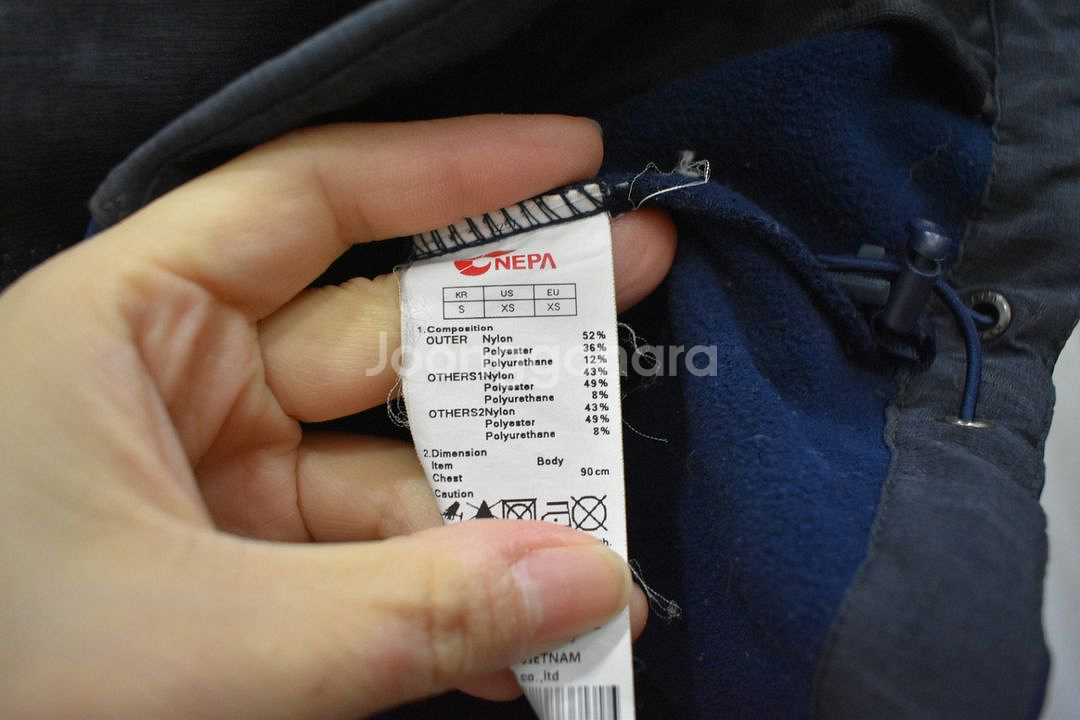 NEPA
KR US EU
S XS XS
1.Composition
OUTER Nylon 52%
Polyester 36%
Polyurethane 12%
OTHERS1Nylon 43%
Polyester 49%
Polyurethane 8%
OTHERS2Nylon 43%
Polyester 49%
Polyurethane 8%
2.Dimension
Item Body
Chest 90cm
Caution
VIETNAM
co.,ltd
Joonggonara